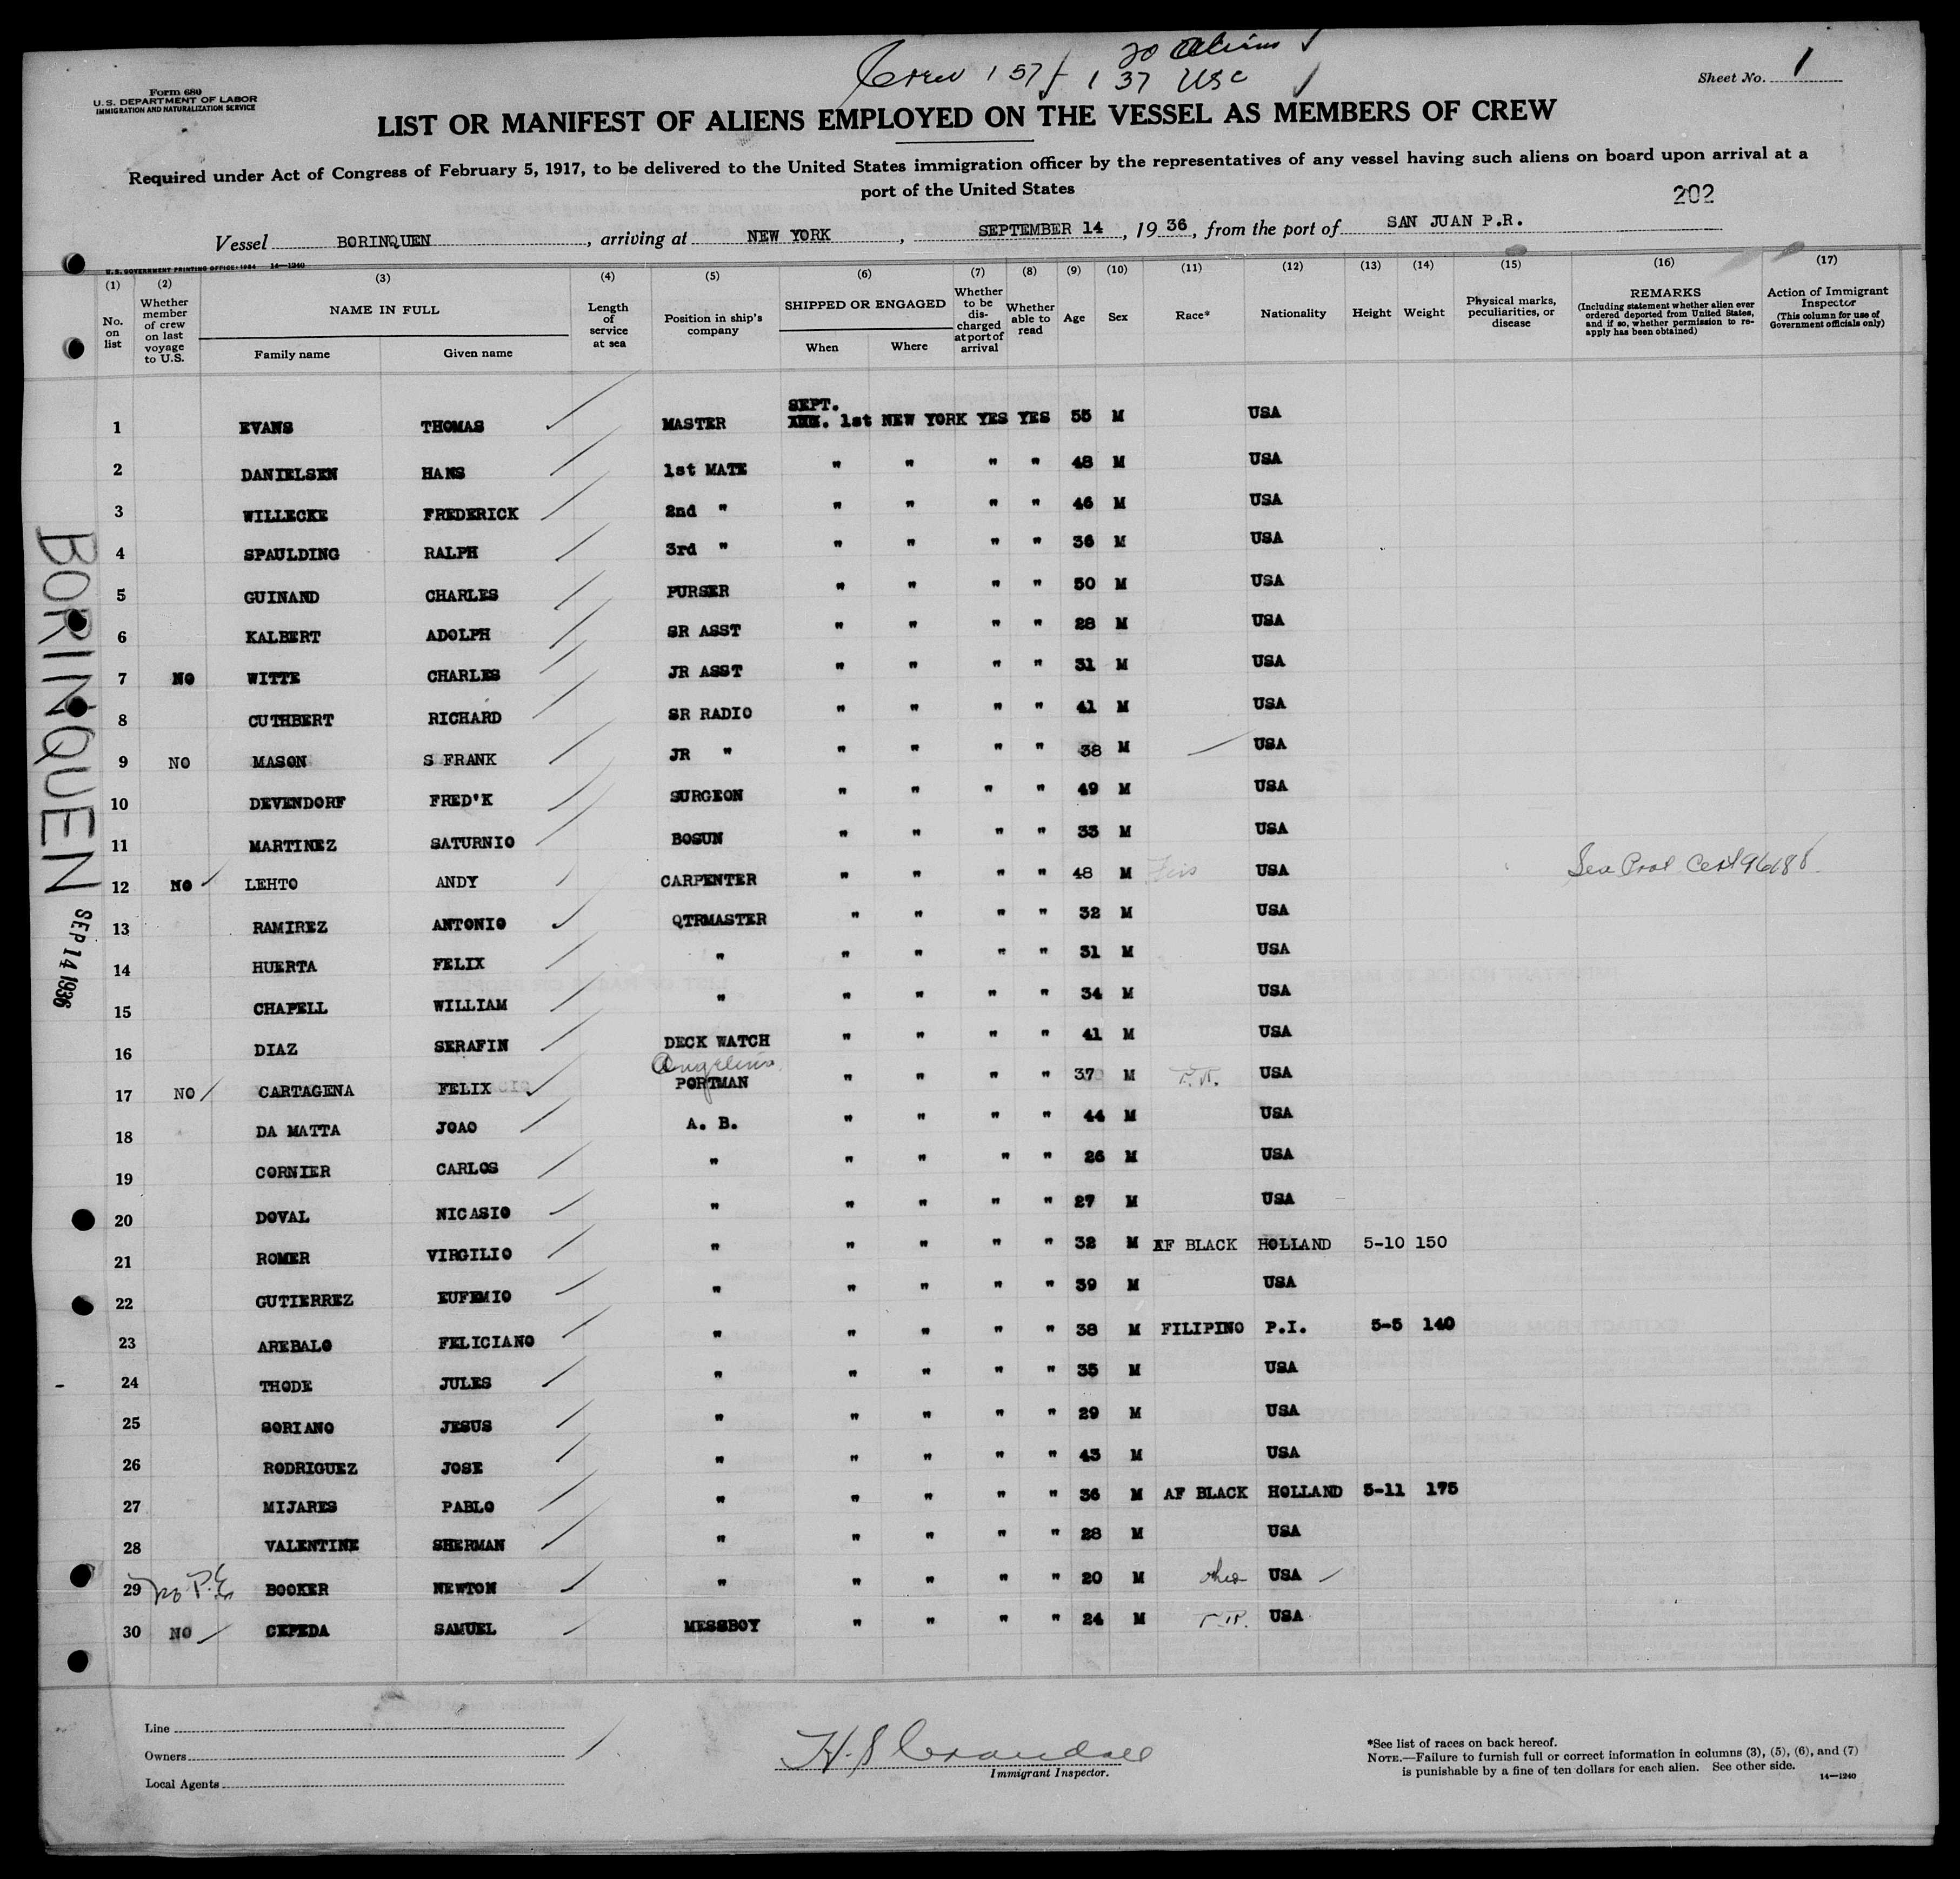 20 Aliens
Crew 157 137 USC
Form 680
U. S. DEPARTMENT OF LABOR
IMMIGRATION AND NATURALIZATION SERVICE
Sheet No. 1
LIST OR MANIFEST OF ALIENS EMPLOYED ON THE VESSEL AS MEMBERS OF CREW
Required under Act of Congress of February 5, 1917, to be delivered to the United States immigration officer by the representatives of any vessel having such aliens on board upon arrival at a
port of the United States
202
Vessel BORINQUEN, arriving at NEW YORK, SEPTEMBER 14, 1936, from the port of SAN JUAN P.R.
U. S. GOVERNMENT PRINTING OFFICE: 1934 14—1240
(1) (2) (3) (4) (5) (6) (7) (8) (9) (10) (11) (12) (13) (14) (15) (16) (17)
No. on list
Whether member of crew on last voyage to U.S.
NAME IN FULL
Family name Given name
Length of service at sea
Position in ship's company
SHIPPED OR ENGAGED
When Where
Whether to be discharged at port of arrival
Whether able to read
Age
Sex
Race*
Nationality
Height
Weight
Physical marks, peculiarities, or disease
REMARKS
(Including statement whether alien ever ordered deported from United States, and if so, whether permission to reapply has been obtained)
Action of Immigrant Inspector
(This column for use of Government officials only)
SEPT.
1 EVANS THOMAS MASTER 1st NEW YORK YES YES 55 M USA
2 DANIELSEN HANS 1st MATE " " " " 48 M USA
3 WILLECKE FREDERICK 2nd " " " " " 46 M USA
4 SPAULDING RALPH 3rd " " " " " 36 M USA
5 GUINAND CHARLES PURSER " " " " 50 M USA
6 KALBERT ADOLPH SR ASST " " " " 28 M USA
7 NO WITTE CHARLES JR ASST " " " " 31 M USA
8 CUTHBERT RICHARD SR RADIO " " " " 41 M USA
9 NO MASON S FRANK JR " " " " " 38 M USA
10 DEVENDORF FRED'K SURGEON " " " " 49 M USA
11 MARTINEZ SATURNIO BOSUN " " " " 33 M USA
12 NO LEHTO ANDY CARPENTER " " " " 48 M USA Cert 96188
13 RAMIREZ ANTONIO QTRMASTER " " " " 32 M USA
14 HUERTA FELIX " " " " " 31 M USA
15 CHAPELL WILLIAM " " " " " 34 M USA
16 DIAZ SERAFIN DECK WATCH " " " " 41 M USA
17 NO CARTAGENA FELIX PORTMAN " " " " 37 M P.R. USA
18 DA MATTA JOAO A. B. " " " " 44 M USA
19 CORNIER CARLOS " " " " " 26 M USA
20 DOVAL NICASIO " " " " " 27 M USA
21 ROMER VIRGILIO " " " " " 32 M AF BLACK HOLLAND 5-10 150
22 GUTIERREZ EUFEMIO " " " " " 39 M USA
23 AREBALO FELICIANO " " " " " 38 M FILIPINO P.I. 5-5 140
24 THODE JULES " " " " " 35 M USA
25 SORIANO JESUS " " " " " 29 M USA
26 RODRIGUEZ JOSE " " " " " 43 M USA
27 MIJARES PABLO " " " " " 36 M AF BLACK HOLLAND 5-11 175
28 VALENTINE SHERMAN " " " " " 28 M USA
29 no BOOKER NEWTON " " " " " 20 M USA
30 NO CEPEDA SAMUEL MESSBOY " " " " 24 M P.R. USA
BORINQUEN
SEP 14 1936
Line
Owners
Local Agents
H. S. Crandall
Immigrant Inspector.
*See list of races on back hereof.
NOTE.—Failure to furnish full or correct information in columns (3), (5), (6), and (7)
is punishable by a fine of ten dollars for each alien. See other side.
14—1240